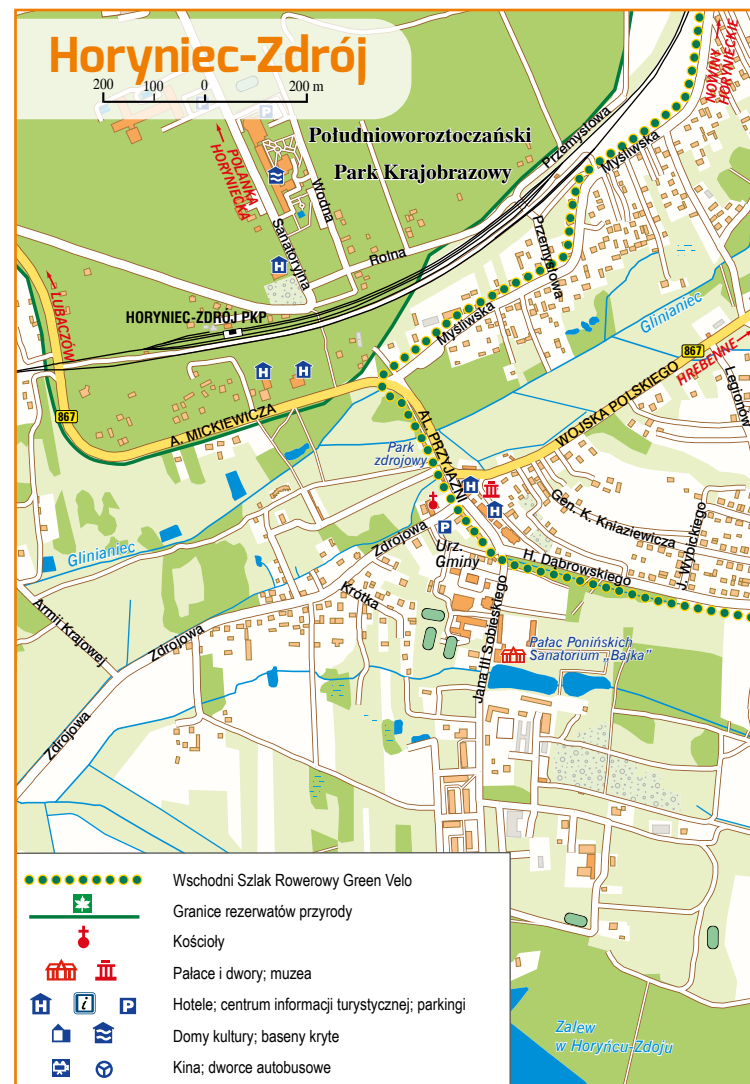 Horyniec-Zdrój
200 100 0 200 m
P
P
Południoworoztoczański
Park Krajobrazowy
NOWINY
HORYNIECKIE
POLANKA
HORYNIECKA
Przemysłowa
Myśliwska
Wodna
Sanatoryjna
Rolna
Przemysłowa
H
LUBACZÓW
HORYNIEC-ZDRÓJ PKP
Myśliwska
Glinianiec
867
HREBENNE
H
H
867
A. MICKIEWICZA
AL. PRZYJAŹNI
WOJSKA POLSKIEGO
Legionów
Park
zdrojowy
H
H
Gen. K. Kniaziewicza
J. Wybickiego
P
Zdrojowa
Urz.
Gminy
H. Dąbrowskiego
Glinianiec
Krótka
Armii Krajowej
Zdrojowa
Jana III Sobieskiego
Pałac Ponińskich
Sanatorium „Bajka”
Zdrojowa
Wschodni Szlak Rowerowy Green Velo
Granice rezerwatów przyrody
Kościoły
Pałace i dwory; muzea
H i P Hotele; centrum informacji turystycznej; parkingi
Domy kultury; baseny kryte
Kina; dworce autobusowe
Zalew
w Horyńcu-Zdoju